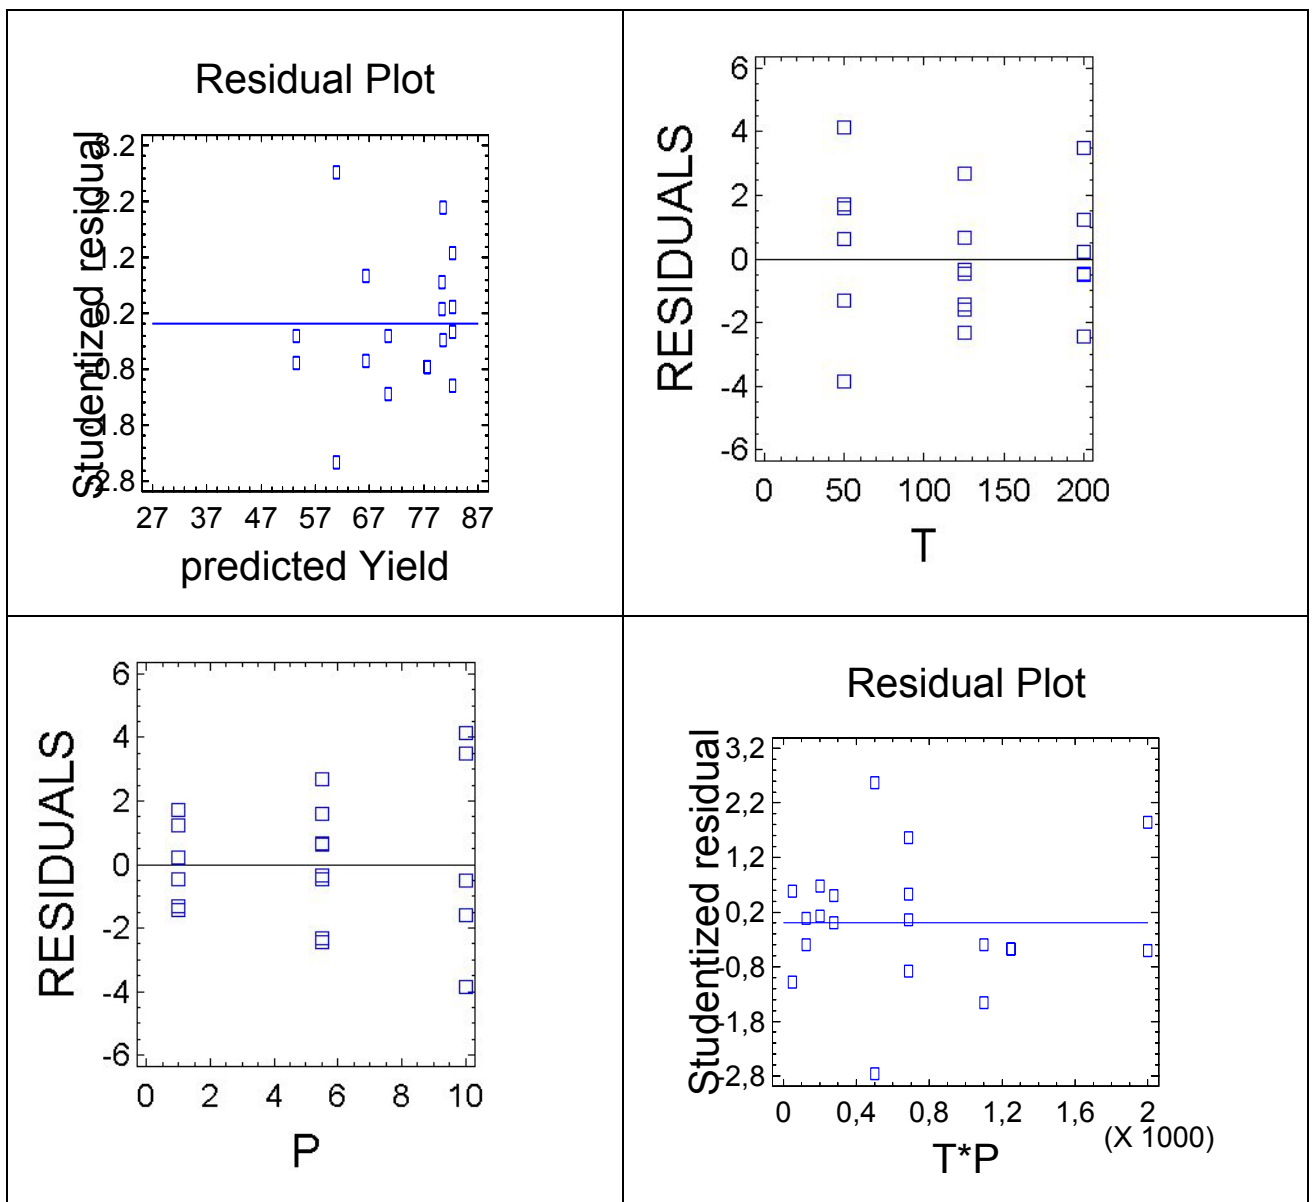 Residual Plot
Studentized residual
3.2
2.2
1.2
0.2
-0.8
-1.8
-2.8
27 37 47 57 67 77 87
predicted Yield
RESIDUALS
6
4
2
0
-2
-4
-6
0 50 100 150 200
T
RESIDUALS
6
4
2
0
-2
-4
-6
0 2 4 6 8 10
P
Residual Plot
Studentized residual
3,2
2,2
1,2
0,2
-0,8
-1,8
-2,8
0 0,4 0,8 1,2 1,6 2
(X 1000)
T*P